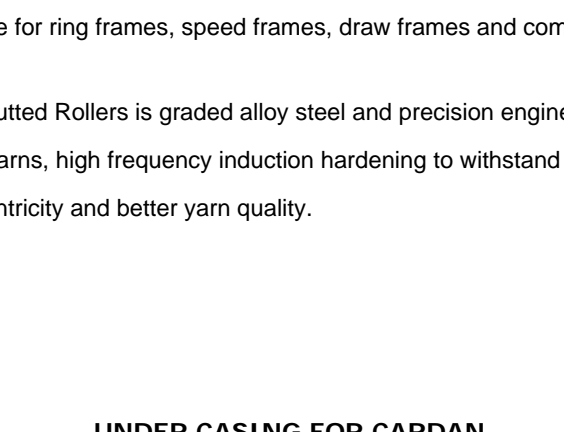 e for ring frames, speed frames, draw frames and com
utted Rollers is graded alloy steel and precision engine
arns, high frequency induction hardening to withstand
ntricity and better yarn quality.
UNDER CASING FOR CARDAN